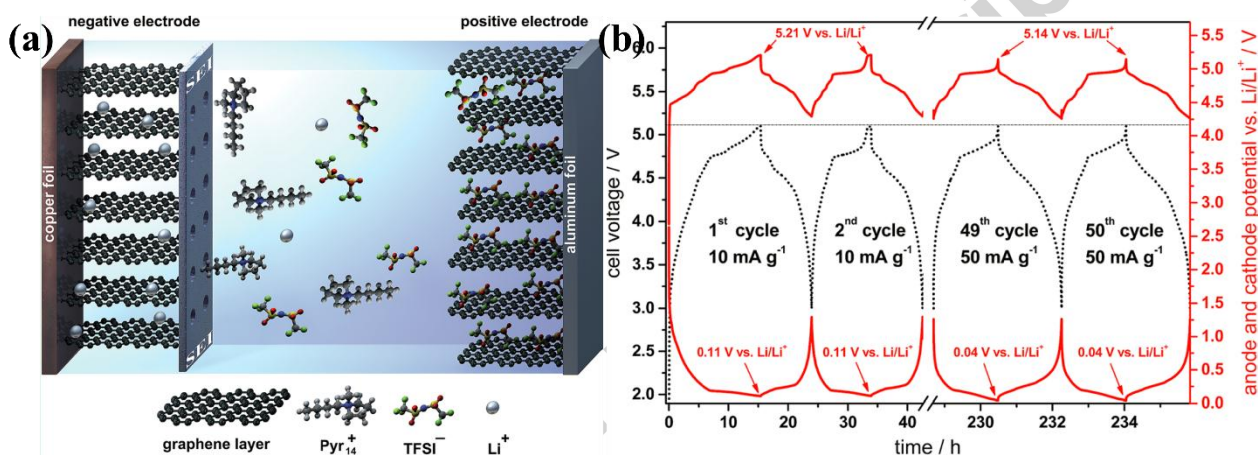 (a)
negative electrode
positive electrode
copper foil
SEI
SEI
aluminum foil
graphene layer
Pyr₁₄⁺
TFSI⁻
Li⁺
(b)
cell voltage / V
6.0
5.5
5.0
4.5
4.0
3.5
3.0
2.5
2.0
5.21 V vs. Li/Li⁺
5.14 V vs. Li/Li⁺
1ˢᵗ cycle
10 mA g⁻¹
2ⁿᵈ cycle
10 mA g⁻¹
49ᵗʰ cycle
50 mA g⁻¹
50ᵗʰ cycle
50 mA g⁻¹
0.11 V vs. Li/Li⁺
0.11 V vs. Li/Li⁺
0.04 V vs. Li/Li⁺
0.04 V vs. Li/Li⁺
0 10 20 30 40 230 232 234
time / h
5.5
5.0
4.5
4.0
3.5
3.0
2.5
2.0
1.5
1.0
0.5
0.0
anode and cathode potential vs. Li/Li⁺ / V